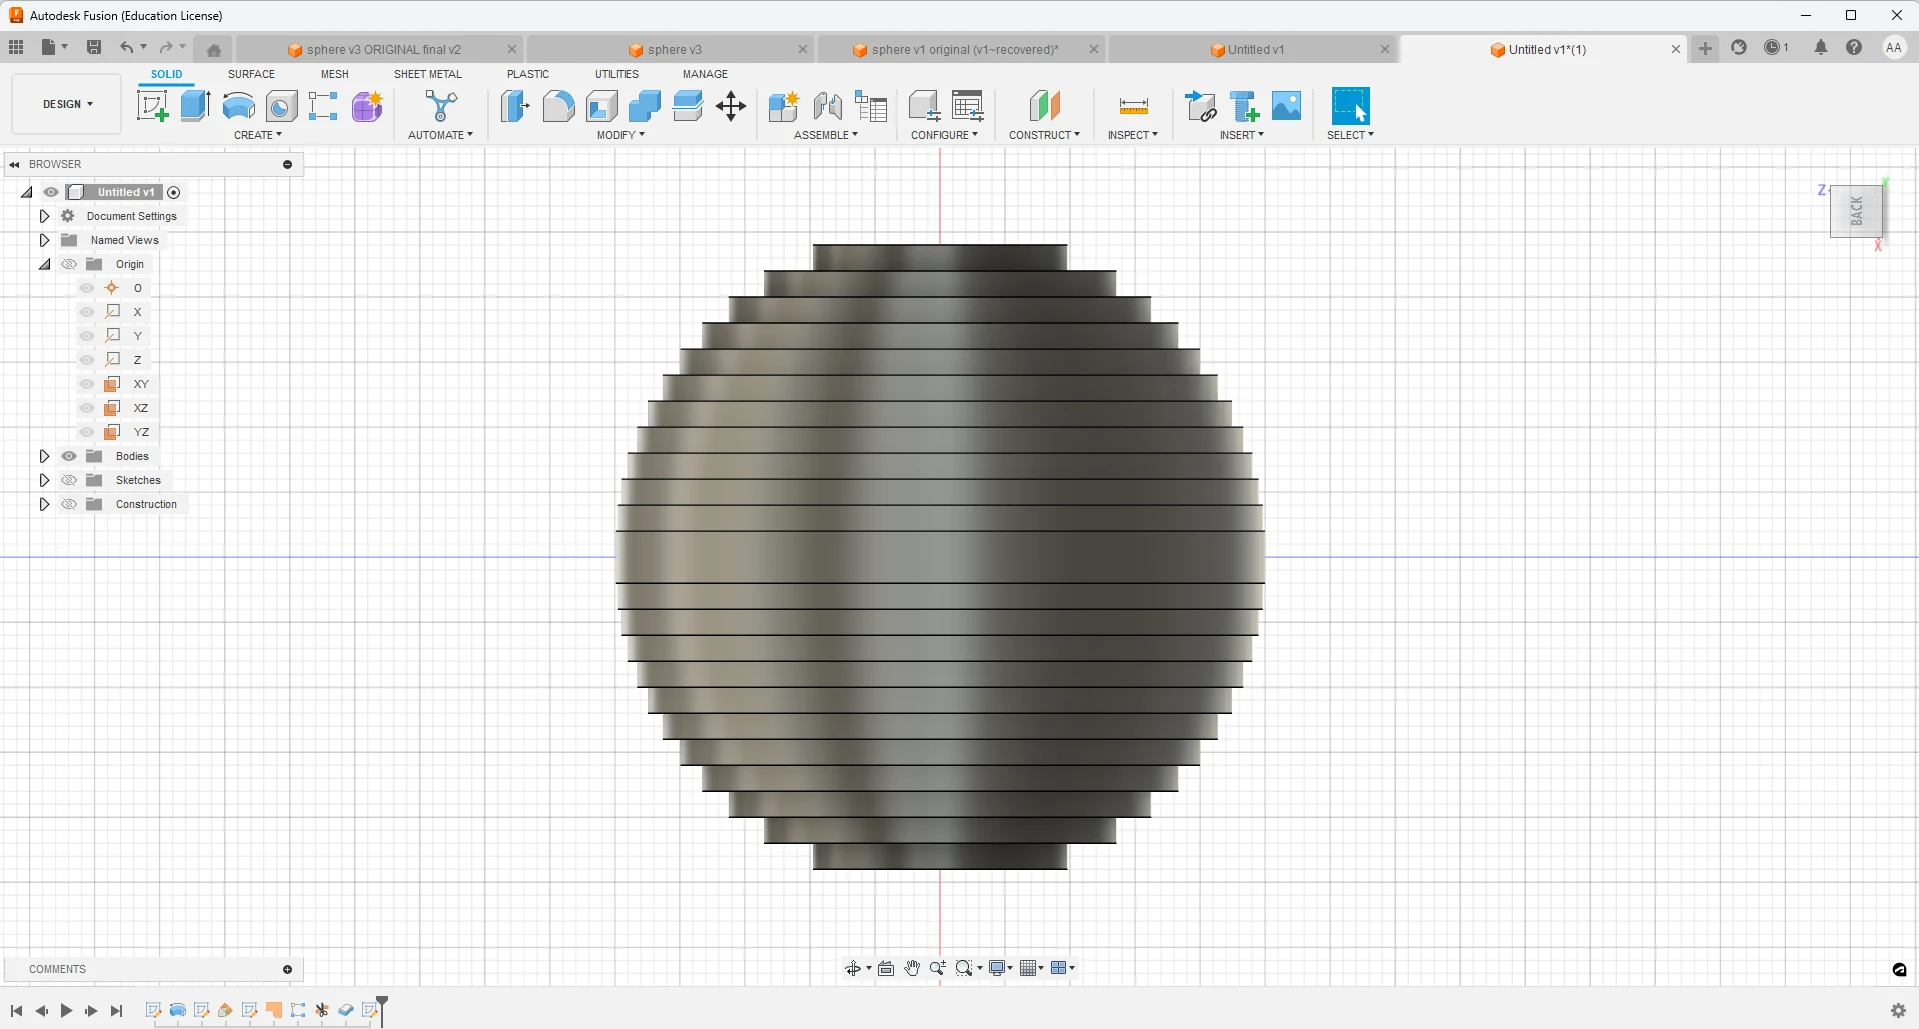 Autodesk Fusion (Education License)
sphere v3 ORIGINAL final v2
sphere v3
sphere v1 original (v1~recovered)*
Untitled v1
Untitled v1*(1)
1
AA
DESIGN
SOLID
SURFACE
MESH
SHEET METAL
PLASTIC
UTILITIES
MANAGE
CREATE
AUTOMATE
MODIFY
ASSEMBLE
CONFIGURE
CONSTRUCT
INSPECT
INSERT
SELECT
BROWSER
Untitled v1
Document Settings
Named Views
Origin
O
X
Y
Z
XY
XZ
YZ
Bodies
Sketches
Construction
Z
Y
BACK
X
COMMENTS